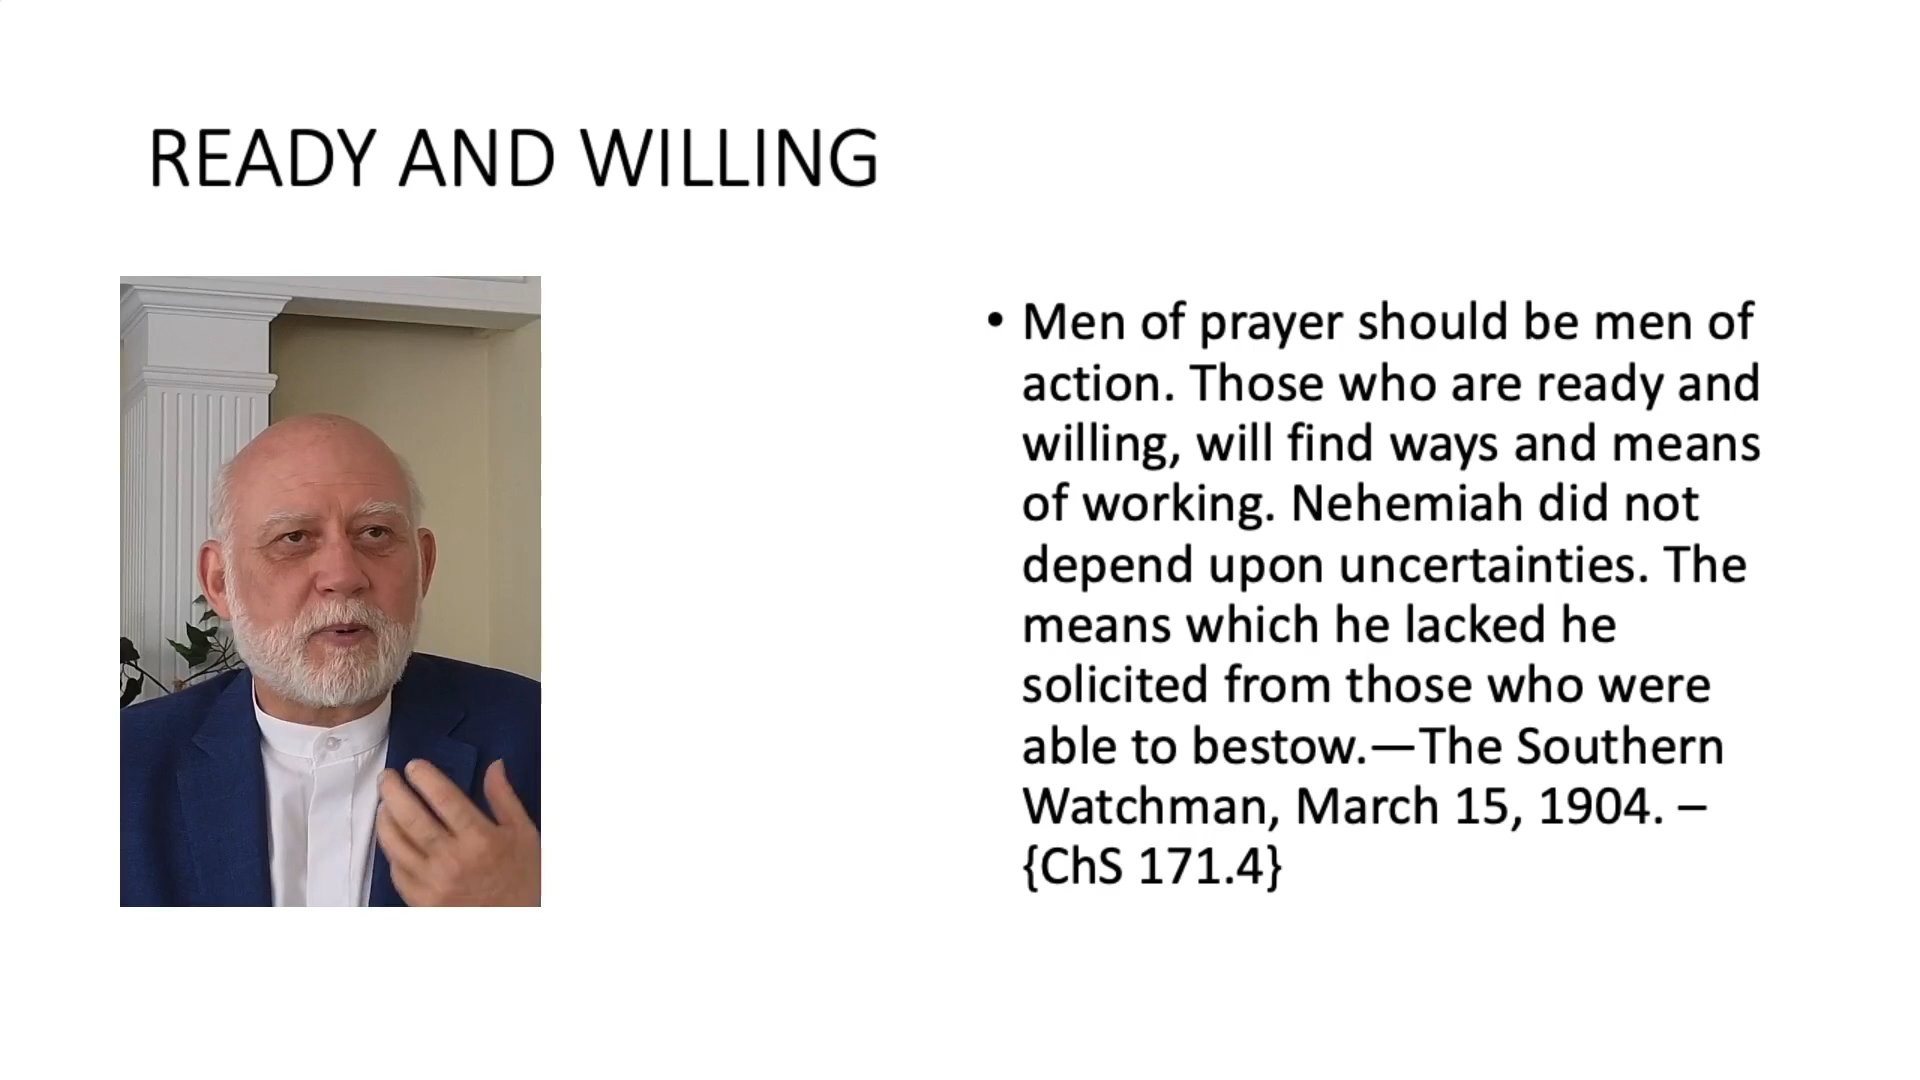 READY AND WILLING
• Men of prayer should be men of
action. Those who are ready and
willing, will find ways and means
of working. Nehemiah did not
depend upon uncertainties. The
means which he lacked he
solicited from those who were
able to bestow.—The Southern
Watchman, March 15, 1904. –
{ChS 171.4}